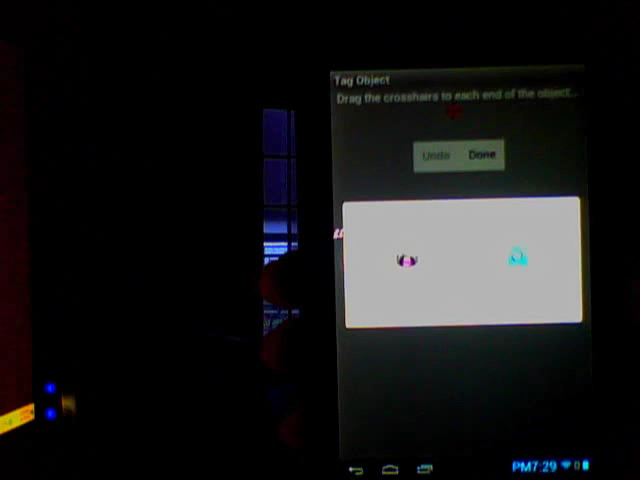 Tag Object
Drag the crosshairs to each end of the object..
Undo Done
PM7:29